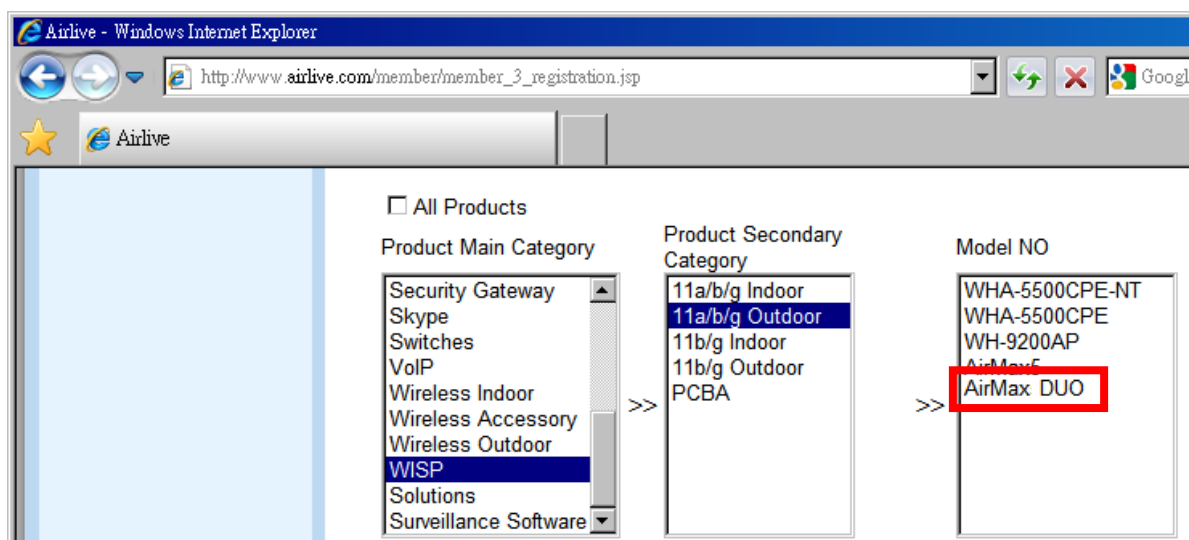 Airlive - Windows Internet Explorer
http://www.airlive.com/member/member_3_registration.jsp
Googl
Airlive
All Products
Product Main Category
Product Secondary
Category
Model NO
Security Gateway
Skype
Switches
VoIP
Wireless Indoor
Wireless Accessory
Wireless Outdoor
WISP
Solutions
Surveillance Software
>>
11a/b/g Indoor
11a/b/g Outdoor
11b/g Indoor
11b/g Outdoor
PCBA
>>
WHA-5500CPE-NT
WHA-5500CPE
WH-9200AP
AirMax5
AirMax DUO